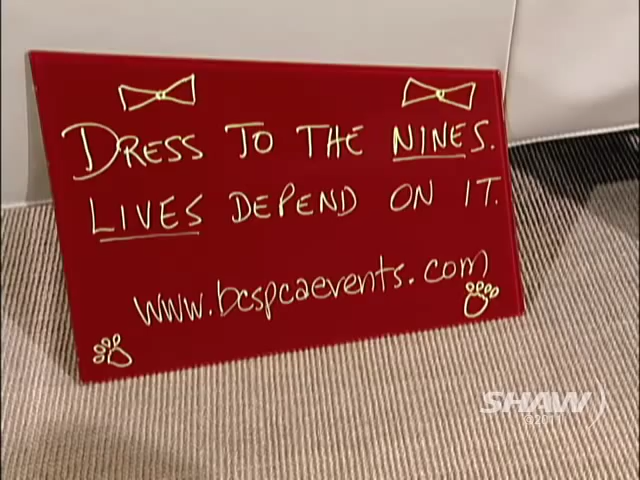 DRESS TO THE NINES.
LIVES DEPEND ON IT.
www.bcspcaevents.com
SHAW)
©2011